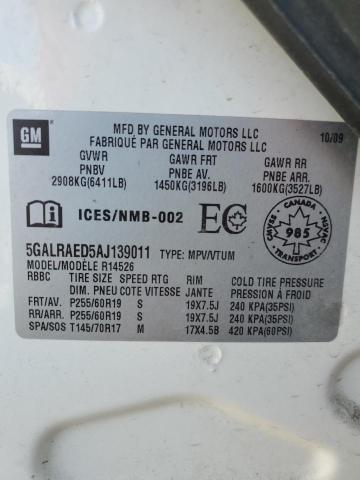 GM
MFD BY GENERAL MOTORS LLC 10/09
FABRIQUÉ PAR GENERAL MOTORS LLC
GVWR GAWR FRT GAWR RR
PNBV PNBE AV. PNBE ARR.
2908KG(6411LB) 1450KG(3196LB) 1600KG(3527LB)
ICES/NMB-002 EC CANADA CMVSS NSVAC 985 TRANSPORT
5GALRAED5AJ139011 TYPE: MPV/VTUM
MODEL/MODÈLE R14526
RBBC TIRE SIZE SPEED RTG RIM COLD TIRE PRESSURE
DIM. PNEU COTE VITESSE JANTE PRESSION À FROID
FRT/AV. P255/60R19 S 19X7.5J 240 KPA(35PSI)
RR/ARR. P255/60R19 S 19X7.5J 240 KPA(35PSI)
SPA/SOS T145/70R17 M 17X4.5B 420 KPA(60PSI)